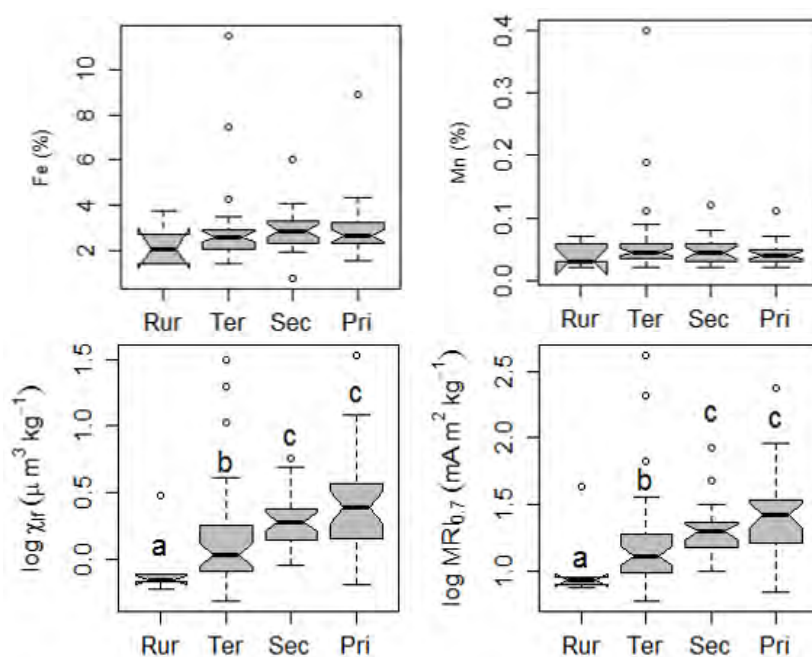 Fe (%)
10
8
6
4
2
Rur Ter Sec Pri
Mn (%)
0.4
0.3
0.2
0.1
0.0
Rur Ter Sec Pri
log χlf (μ m³ kg⁻¹)
1.5
1.0
0.5
0.0
a
b
c
c
Rur Ter Sec Pri
log MRI₀.₇ (mA m² kg⁻¹)
2.5
2.0
1.5
1.0
a
b
c
c
Rur Ter Sec Pri